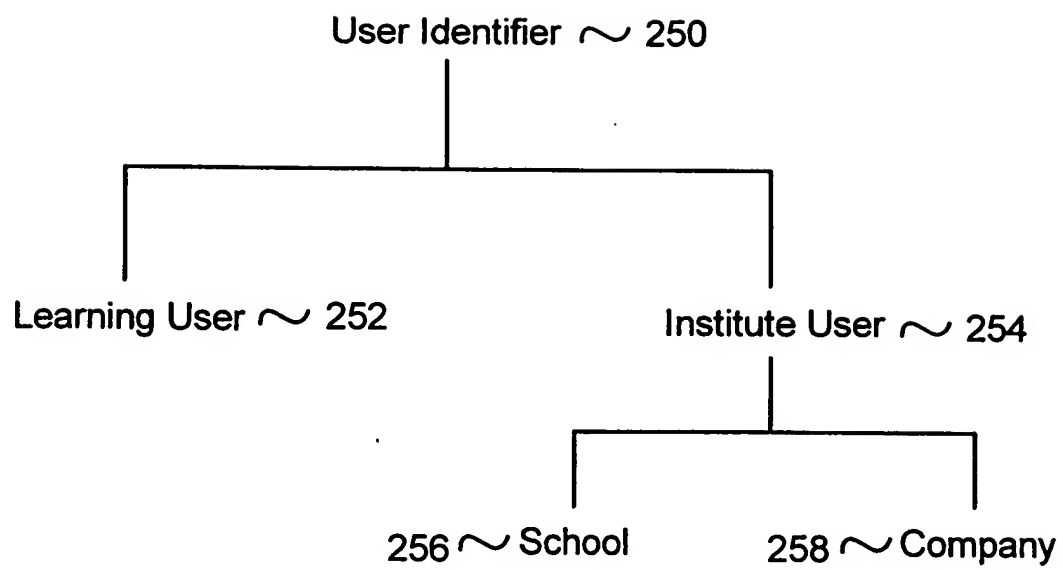 User Identifier ~ 250
Learning User ~ 252
Institute User ~ 254
256 ~ School
258 ~ Company